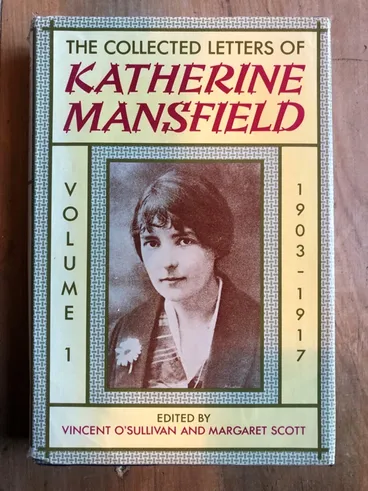 THE COLLECTED LETTERS OF
KATHERINE
MANSFIELD
VOLUME 1
1903-1917
EDITED BY
VINCENT O'SULLIVAN AND MARGARET SCOTT